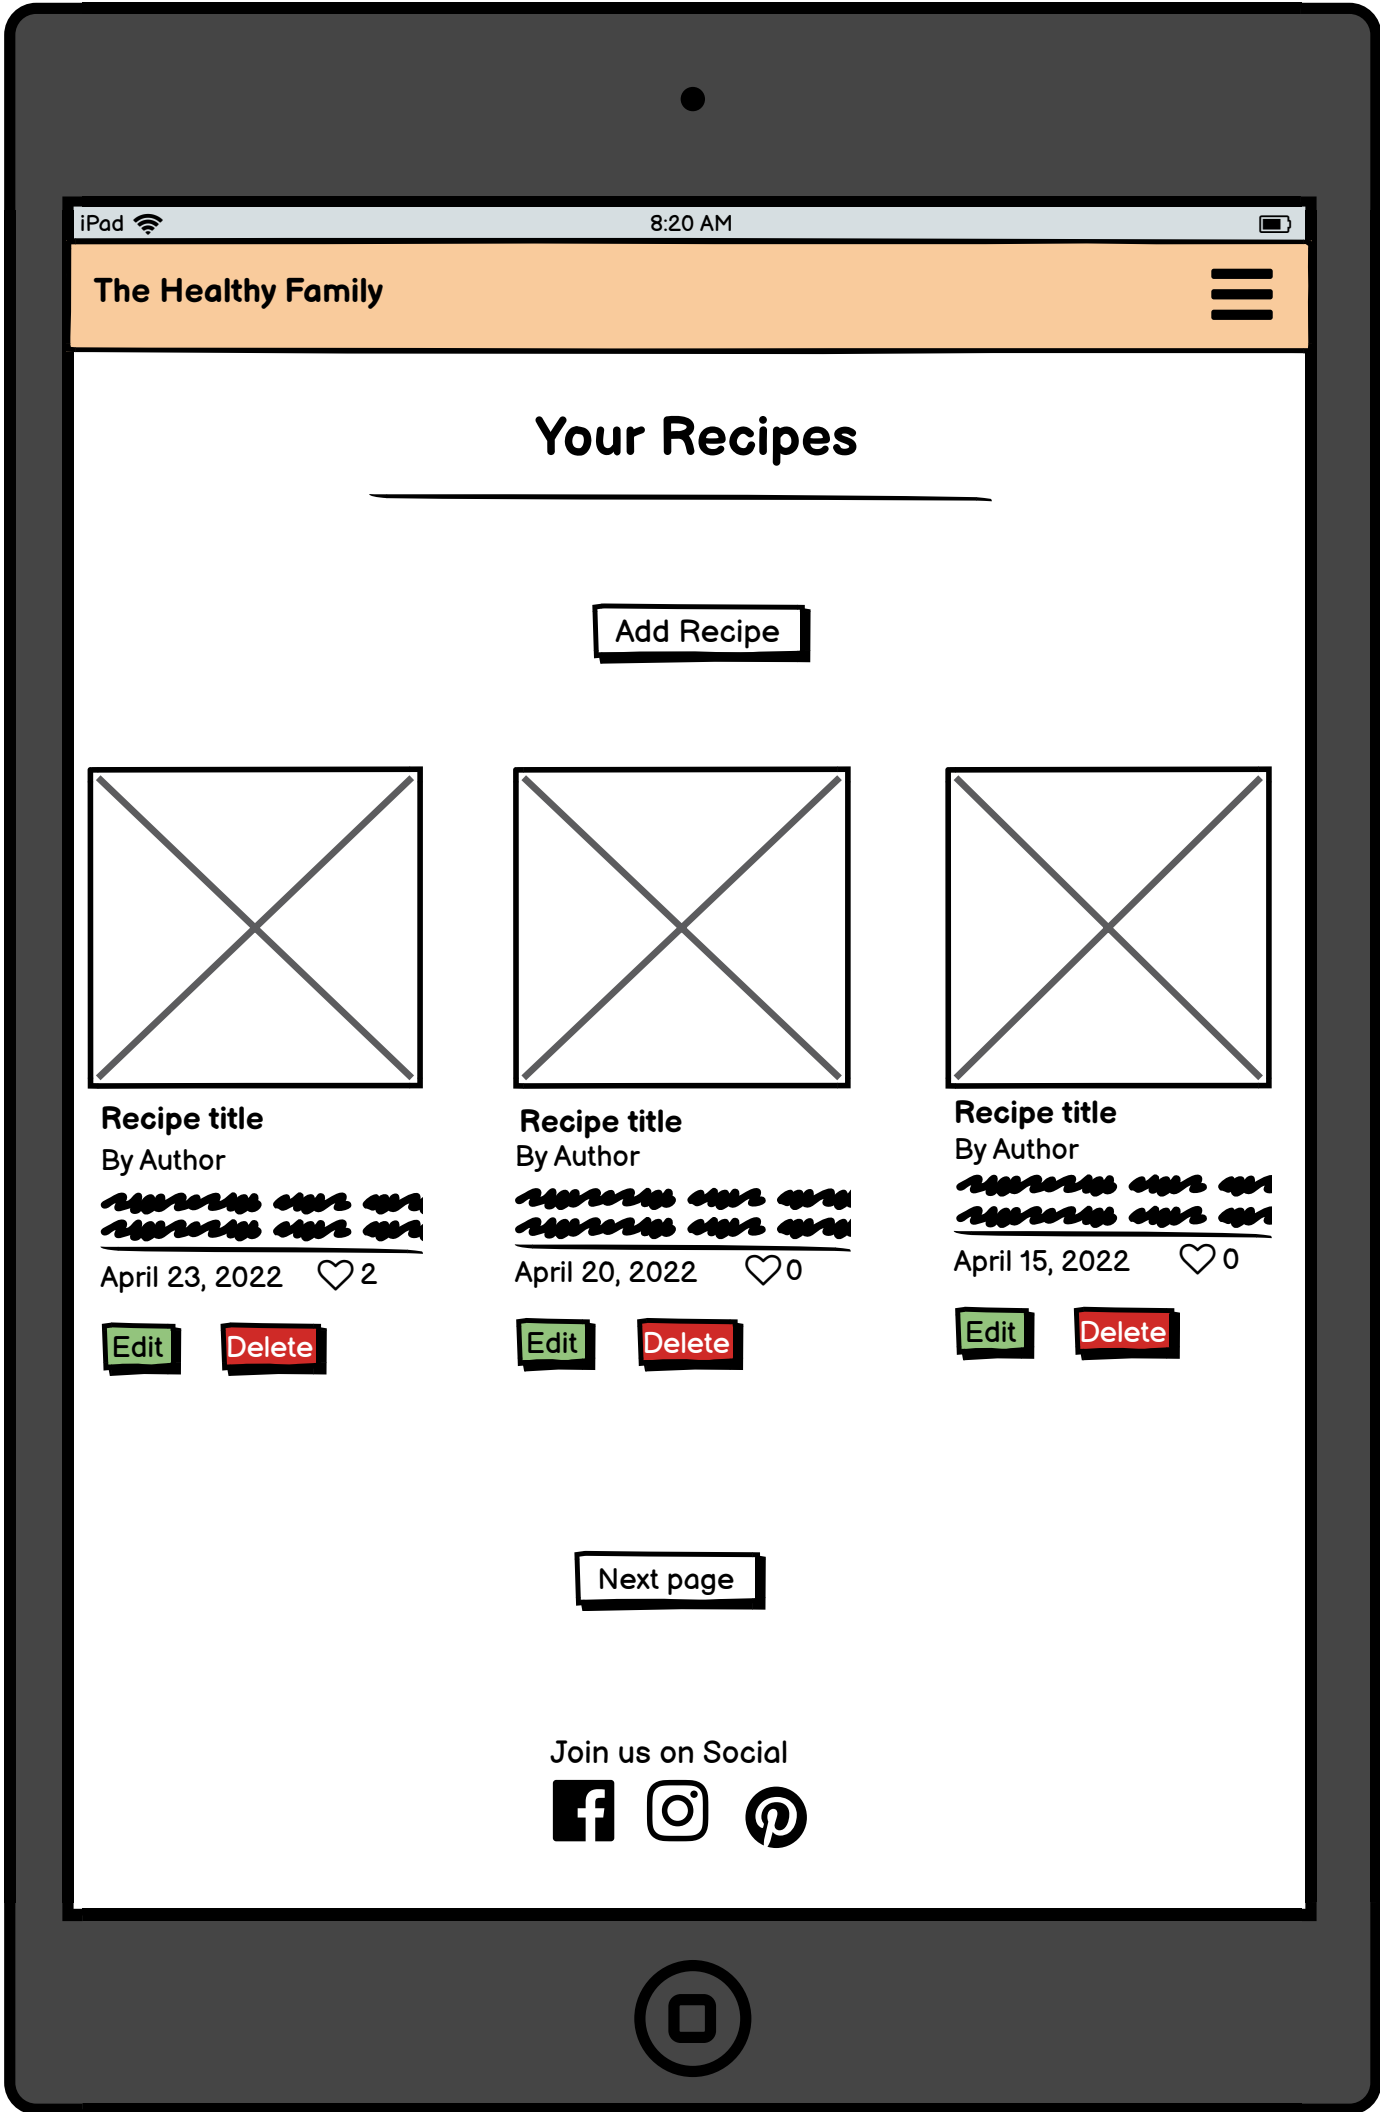 iPad 8:20 AM
The Healthy Family
Your Recipes
Add Recipe
Recipe title
By Author
April 23, 2022 2
Edit Delete
Recipe title
By Author
April 20, 2022 0
Edit Delete
Recipe title
By Author
April 15, 2022 0
Edit Delete
Next page
Join us on Social